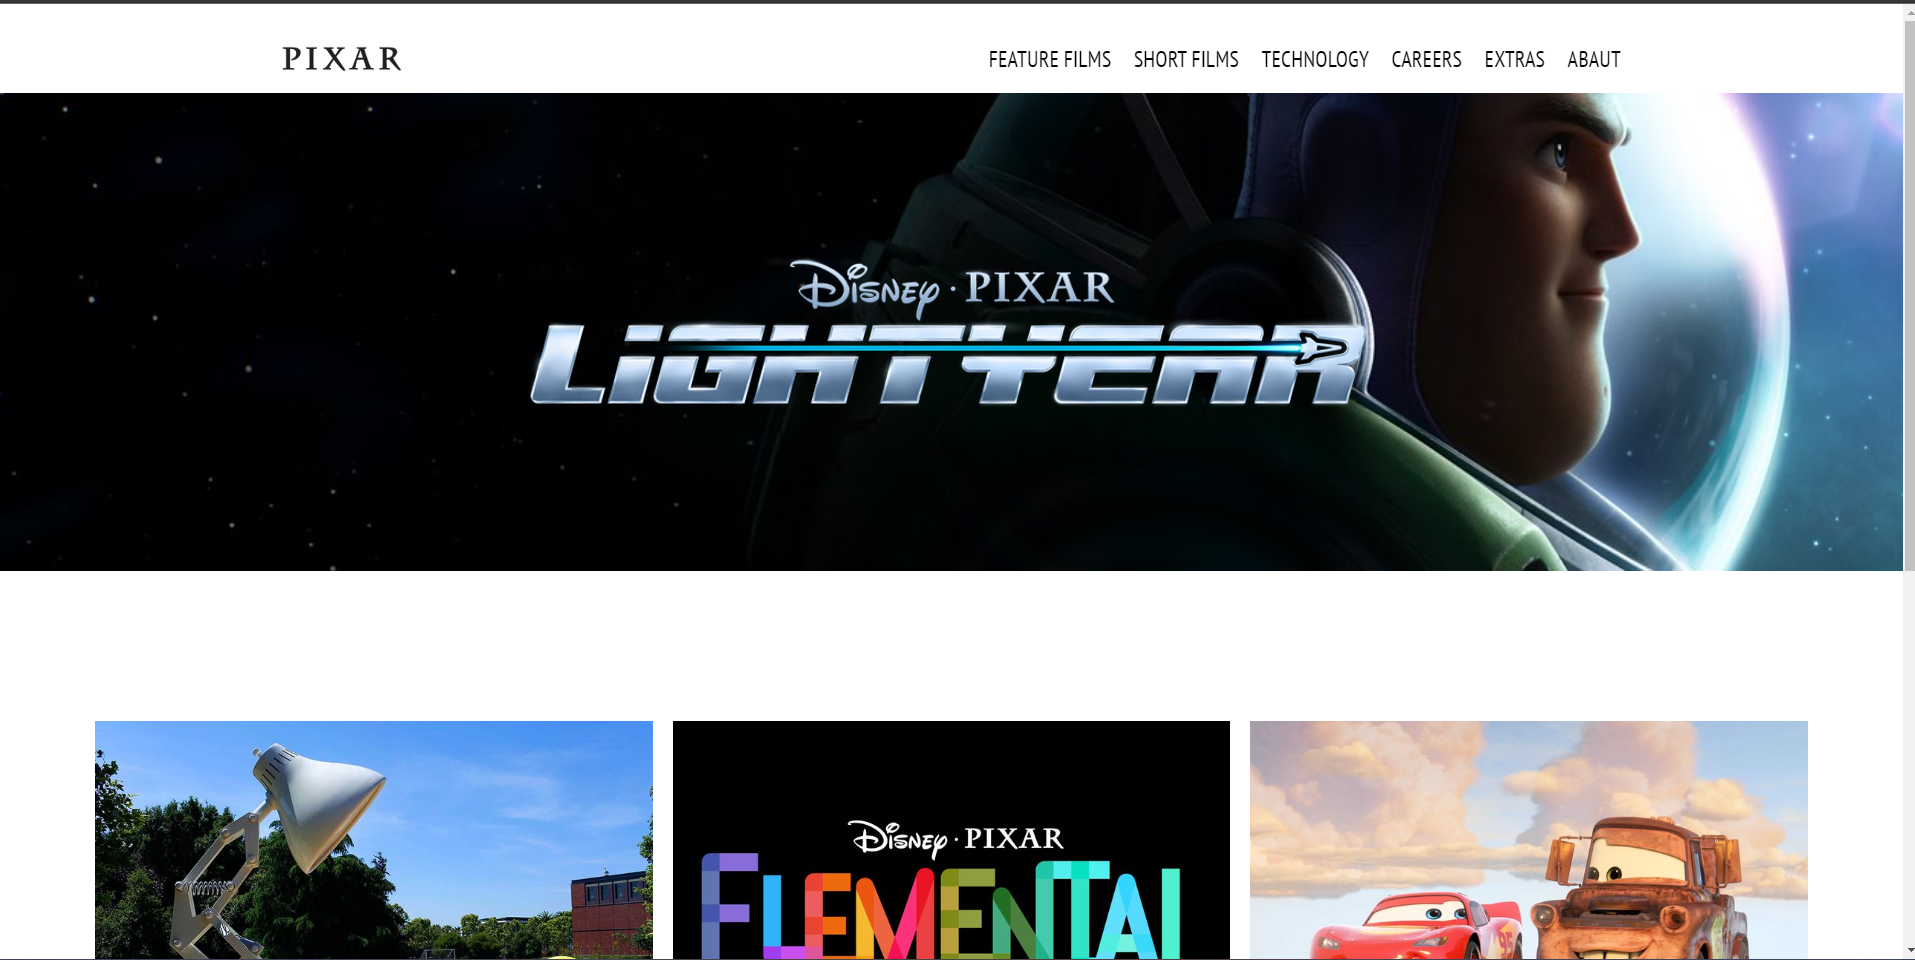 PIXAR
FEATURE FILMS SHORT FILMS TECHNOLOGY CAREERS EXTRAS ABAUT
Disney · PIXAR
LiGHTYEAR
Disney · PIXAR
ELEMENTAL
95